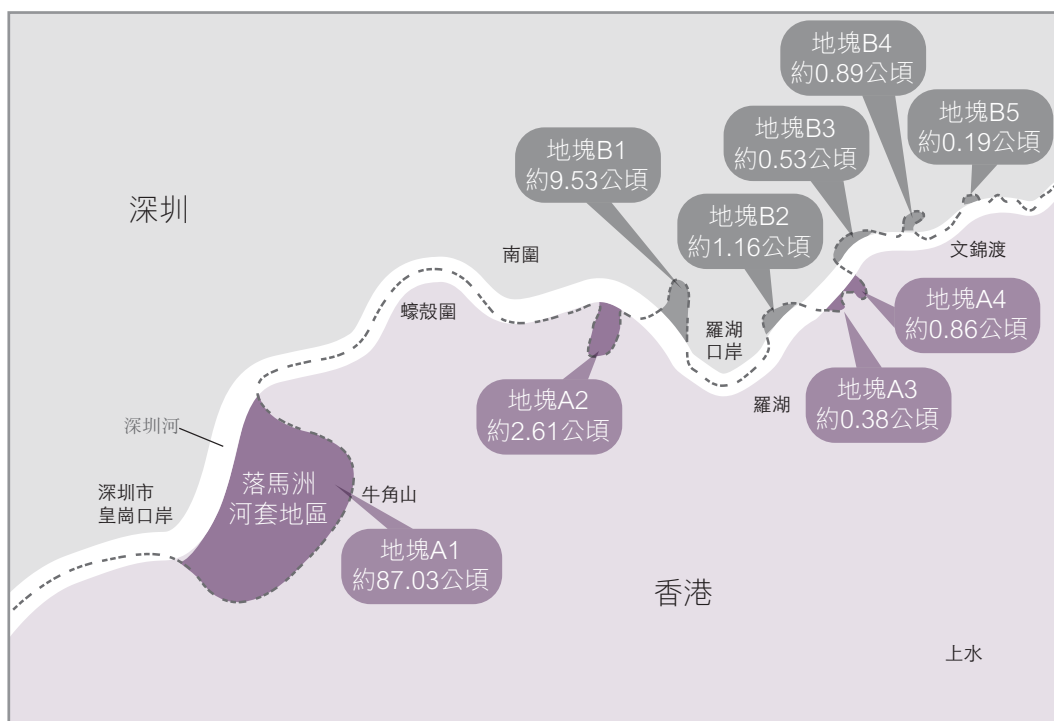 地塊B4
約0.89公頃
地塊B5
約0.19公頃
地塊B3
約0.53公頃
地塊B1
約9.53公頃
地塊B2
約1.16公頃
深圳
南圍
文錦渡
蠔殼圍
羅湖
口岸
地塊A4
約0.86公頃
地塊A2
約2.61公頃
羅湖
地塊A3
約0.38公頃
深圳河
深圳市
皇崗口岸
落馬洲
河套地區
牛角山
地塊A1
約87.03公頃
香港
上水